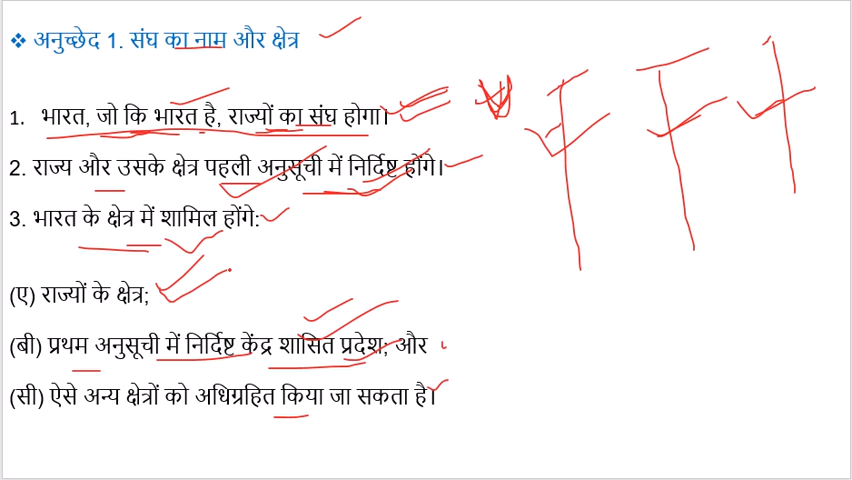 ❖ अनुच्छेद 1. संघ का नाम और क्षेत्र
1. भारत, जो कि भारत है, राज्यों का संघ होगा।
2. राज्य और उसके क्षेत्र पहली अनुसूची में निर्दिष्ट होंगे।
3. भारत के क्षेत्र में शामिल होंगे:
(ए) राज्यों के क्षेत्र;
(बी) प्रथम अनुसूची में निर्दिष्ट केंद्र शासित प्रदेश; और
(सी) ऐसे अन्य क्षेत्रों को अधिग्रहित किया जा सकता है।